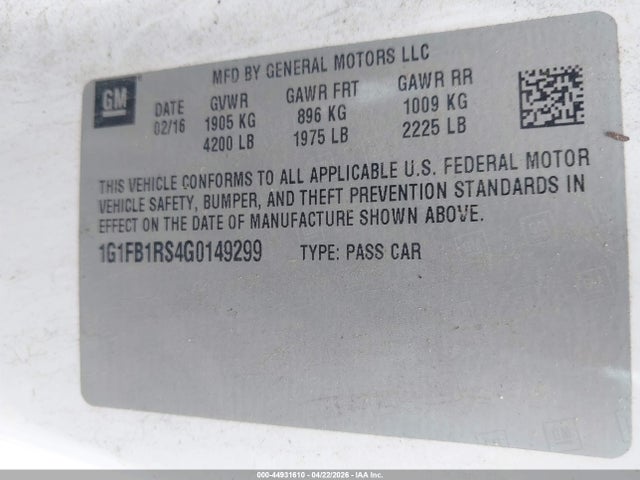 GM
MFD BY GENERAL MOTORS LLC
DATE GVWR GAWR FRT GAWR RR
02/16 1905 KG 896 KG 1009 KG
4200 LB 1975 LB 2225 LB
THIS VEHICLE CONFORMS TO ALL APPLICABLE U.S. FEDERAL MOTOR
VEHICLE SAFETY, BUMPER, AND THEFT PREVENTION STANDARDS IN
EFFECT ON THE DATE OF MANUFACTURE SHOWN ABOVE.
1G1FB1RS4G0149299 TYPE: PASS CAR
000-44931610 - 04/22/2026 - IAA Inc.